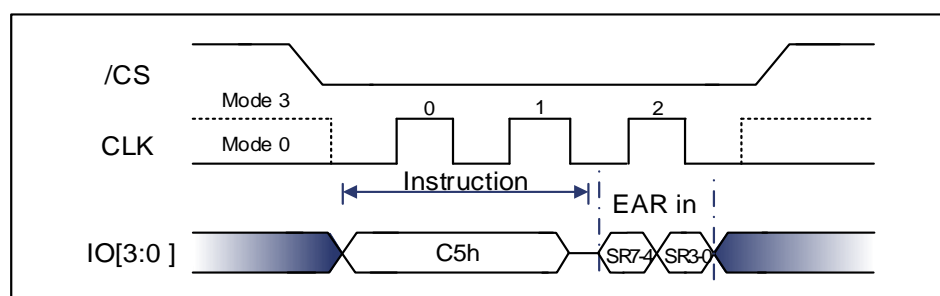 /CS
Mode 3
0 1 2
CLK
Mode 0
Instruction
EAR in
IO[3:0 ]
C5h
SR7-4
SR3-0